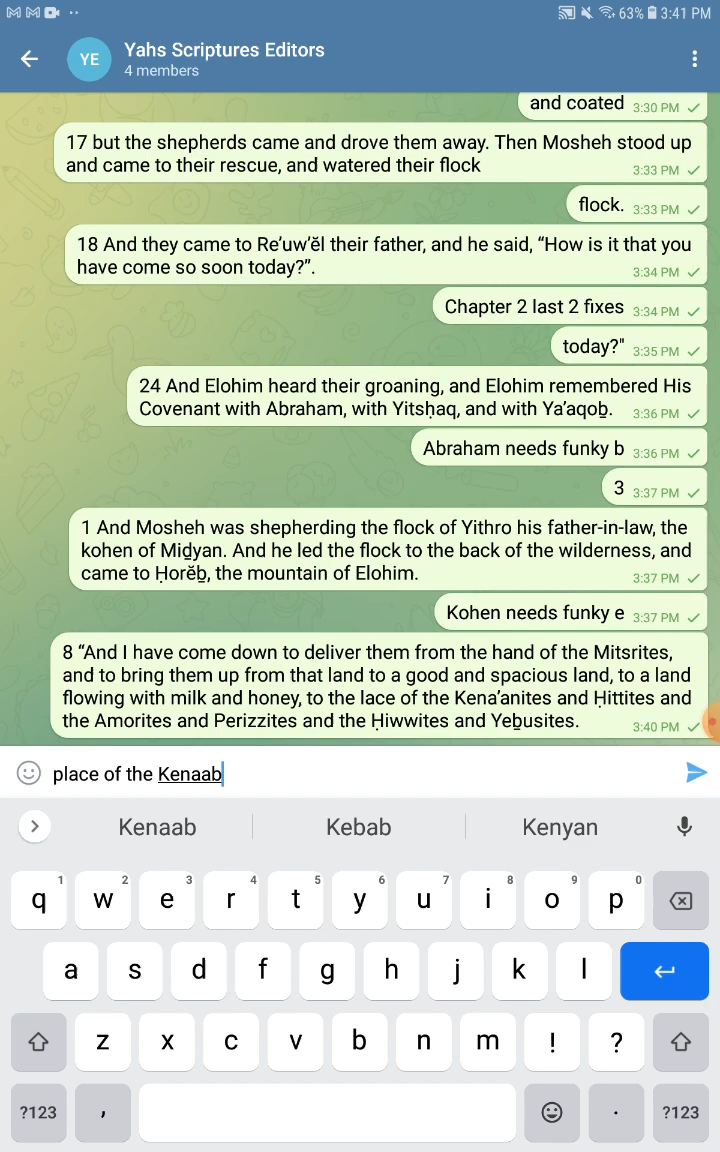 63% 3:41 PM
YE
Yahs Scriptures Editors
4 members
and coated 3:30 PM
17 but the shepherds came and drove them away. Then Mosheh stood up
and came to their rescue, and watered their flock 3:33 PM
flock. 3:33 PM
18 And they came to Re’uw’ĕl their father, and he said, “How is it that you
have come so soon today?”. 3:34 PM
Chapter 2 last 2 fixes 3:34 PM
today?" 3:35 PM
24 And Elohim heard their groaning, and Elohim remembered His
Covenant with Abraham, with Yitsḥaq, and with Ya’aqoḇ. 3:36 PM
Abraham needs funky b 3:36 PM
3 3:37 PM
1 And Mosheh was shepherding the flock of Yithro his father-in-law, the
kohen of Miḏyan. And he led the flock to the back of the wilderness, and
came to Ḥorĕḇ, the mountain of Elohim. 3:37 PM
Kohen needs funky e 3:37 PM
8 “And I have come down to deliver them from the hand of the Mitsrites,
and to bring them up from that land to a good and spacious land, to a land
flowing with milk and honey, to the lace of the Kena’anites and Ḥittites and
the Amorites and Perizzites and the Ḥiwwites and Yeḇusites. 3:40 PM
place of the Kenaab
Kenaab Kebab Kenyan
1 2 3 4 5 6 7 8 9 0
q w e r t y u i o p
a s d f g h j k l
z x c v b n m ! ?
?123 , . ?123